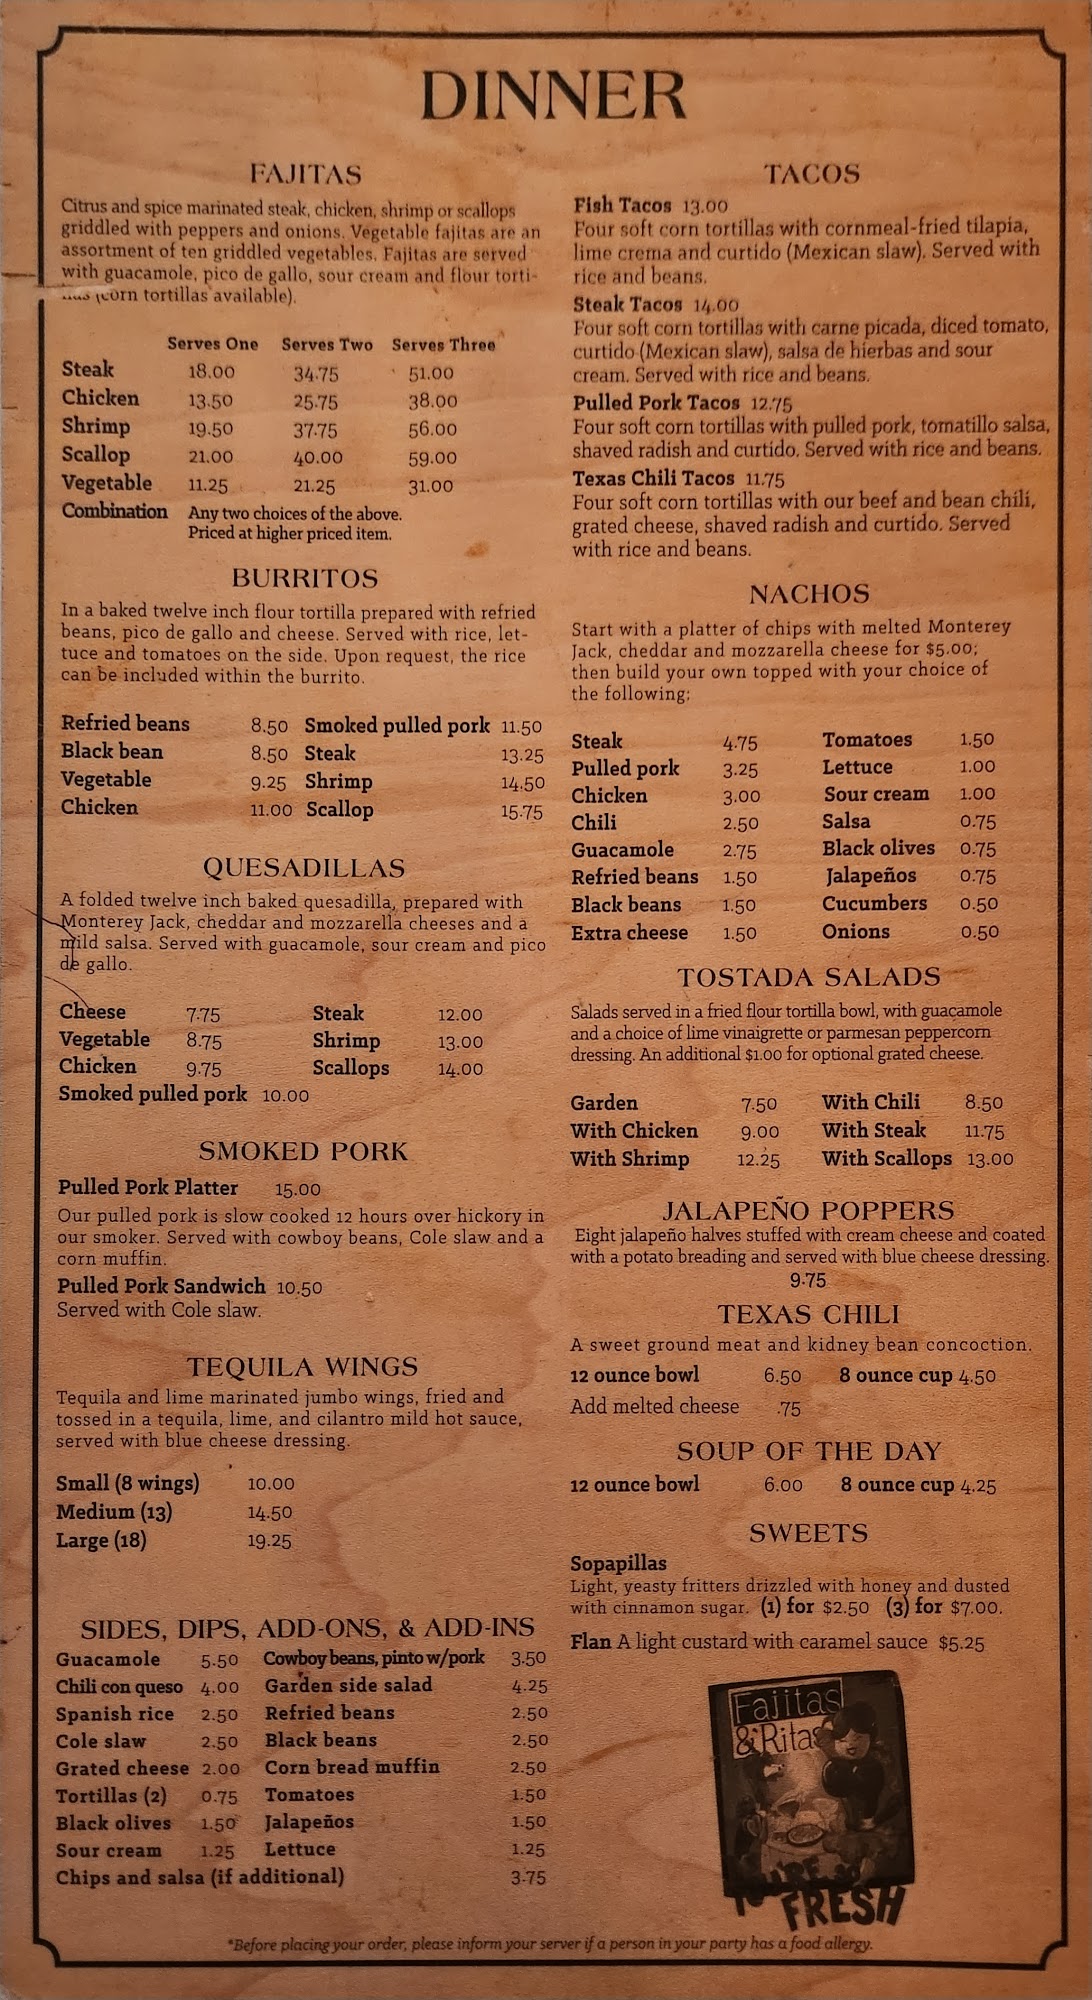 DINNER
FAJITAS
Citrus and spice marinated steak, chicken, shrimp or scallops
griddled with peppers and onions. Vegetable fajitas are an
assortment of ten griddled vegetables. Fajitas are served
with guacamole, pico de gallo, sour cream and flour torti-
(corn tortillas available).
Serves One Serves Two Serves Three
Steak 18.00 34.75 51.00
Chicken 13.50 25.75 38.00
Shrimp 19.50 37.75 56.00
Scallop 21.00 40.00 59.00
Vegetable 11.25 21.25 31.00
Combination Any two choices of the above.
Priced at higher priced item.
BURRITOS
In a baked twelve inch flour tortilla prepared with refried
beans, pico de gallo and cheese. Served with rice, let-
tuce and tomatoes on the side. Upon request, the rice
can be included within the burrito.
Refried beans 8.50 Smoked pulled pork 11.50
Black bean 8.50 Steak 13.25
Vegetable 9.25 Shrimp 14.50
Chicken 11.00 Scallop 15.75
QUESADILLAS
A folded twelve inch baked quesadilla, prepared with
Monterey Jack, cheddar and mozzarella cheeses and a
mild salsa. Served with guacamole, sour cream and pico
de gallo.
Cheese 7.75 Steak 12.00
Vegetable 8.75 Shrimp 13.00
Chicken 9.75 Scallops 14.00
Smoked pulled pork 10.00
SMOKED PORK
Pulled Pork Platter 15.00
Our pulled pork is slow cooked 12 hours over hickory in
our smoker. Served with cowboy beans, Cole slaw and a
corn muffin.
Pulled Pork Sandwich 10.50
Served with Cole slaw.
TEQUILA WINGS
Tequila and lime marinated jumbo wings, fried and
tossed in a tequila, lime, and cilantro mild hot sauce,
served with blue cheese dressing.
Small (8 wings) 10.00
Medium (13) 14.50
Large (18) 19.25
SIDES, DIPS, ADD-ONS, & ADD-INS
Guacamole 5.50 Cowboy beans, pinto w/pork 3.50
Chili con queso 4.00 Garden side salad 4.25
Spanish rice 2.50 Refried beans 2.50
Cole slaw 2.50 Black beans 2.50
Grated cheese 2.00 Corn bread muffin 2.50
Tortillas (2) 0.75 Tomatoes 1.50
Black olives 1.50 Jalapeños 1.50
Sour cream 1.25 Lettuce 1.25
Chips and salsa (if additional) 3.75
TACOS
Fish Tacos 13.00
Four soft corn tortillas with cornmeal-fried tilapia,
lime crema and curtido (Mexican slaw). Served with
rice and beans.
Steak Tacos 14.00
Four soft corn tortillas with carne picada, diced tomato,
curtido (Mexican slaw), salsa de hierbas and sour
cream. Served with rice and beans.
Pulled Pork Tacos 12.75
Four soft corn tortillas with pulled pork, tomatillo salsa,
shaved radish and curtido. Served with rice and beans.
Texas Chili Tacos 11.75
Four soft corn tortillas with our beef and bean chili,
grated cheese, shaved radish and curtido. Served
with rice and beans.
NACHOS
Start with a platter of chips with melted Monterey
Jack, cheddar and mozzarella cheese for $5.00;
then build your own topped with your choice of
the following:
Steak 4.75 Tomatoes 1.50
Pulled pork 3.25 Lettuce 1.00
Chicken 3.00 Sour cream 1.00
Chili 2.50 Salsa 0.75
Guacamole 2.75 Black olives 0.75
Refried beans 1.50 Jalapeños 0.75
Black beans 1.50 Cucumbers 0.50
Extra cheese 1.50 Onions 0.50
TOSTADA SALADS
Salads served in a fried flour tortilla bowl, with guacamole
and a choice of lime vinaigrette or parmesan peppercorn
dressing. An additional $1.00 for optional grated cheese.
Garden 7.50 With Chili 8.50
With Chicken 9.00 With Steak 11.75
With Shrimp 12.25 With Scallops 13.00
JALAPEÑO POPPERS
Eight jalapeño halves stuffed with cream cheese and coated
with a potato breading and served with blue cheese dressing.
9.75
TEXAS CHILI
A sweet ground meat and kidney bean concoction.
12 ounce bowl 6.50 8 ounce cup 4.50
Add melted cheese .75
SOUP OF THE DAY
12 ounce bowl 6.00 8 ounce cup 4.25
SWEETS
Sopapillas
Light, yeasty fritters drizzled with honey and dusted
with cinnamon sugar. (1) for $2.50 (3) for $7.00.
Flan A light custard with caramel sauce $5.25
Fajitas
& Ritas
YOU'RE SO
FRESH
*Before placing your order, please inform your server if a person in your party has a food allergy.